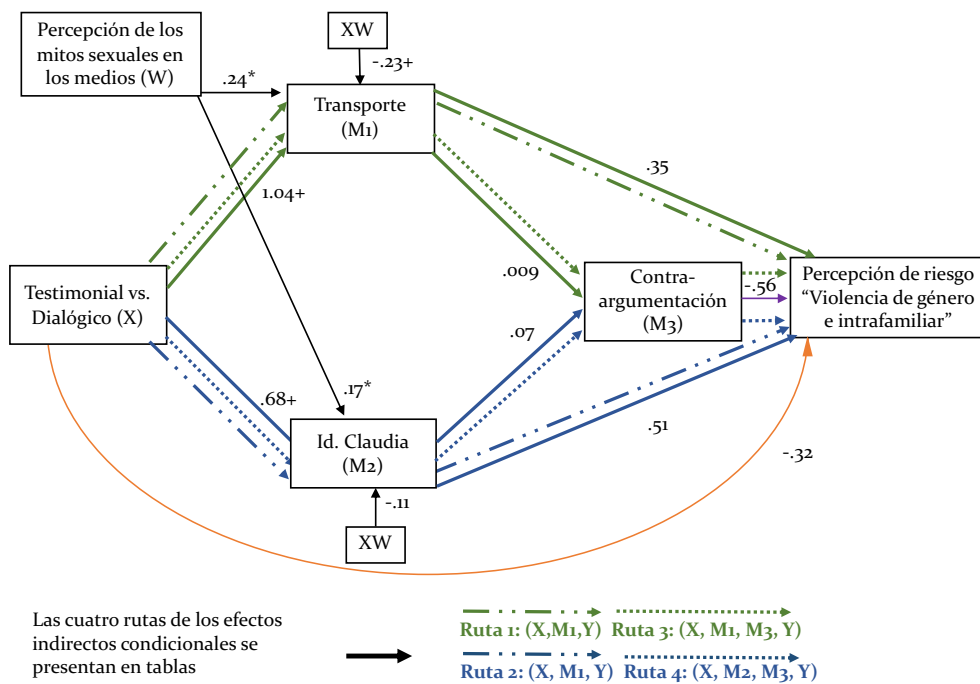 Percepción de los
mitos sexuales en
los medios (W)
XW
-.23+
.24*
Transporte
(M1)
.35
1.04+
.009
Testimonial vs.
Dialógico (X)
Contra-
argumentación
(M3)
-.56
Percepción de riesgo
“Violencia de género
e intrafamiliar”
.07
.68+
.17*
.51
Id. Claudia
(M2)
-.32
-.11
XW
Las cuatro rutas de los efectos
indirectos condicionales se
presentan en tablas
Ruta 1: (X,M1,Y) Ruta 3: (X, M1, M3, Y)
Ruta 2: (X, M1, Y) Ruta 4: (X, M2, M3, Y)